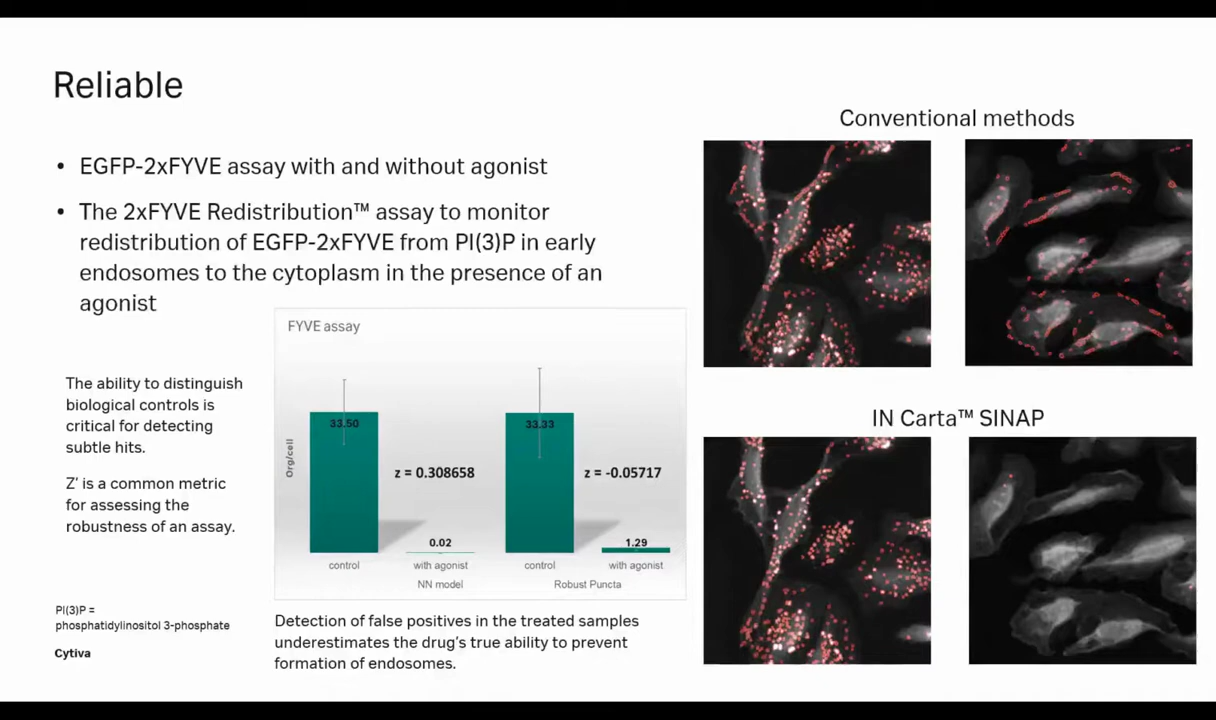 Reliable
• EGFP-2xFYVE assay with and without agonist
• The 2xFYVE Redistribution™ assay to monitor
redistribution of EGFP-2xFYVE from PI(3)P in early
endosomes to the cytoplasm in the presence of an
agonist
The ability to distinguish
biological controls is
critical for detecting
subtle hits.
Z′ is a common metric
for assessing the
robustness of an assay.
PI(3)P =
phosphatidylinositol 3-phosphate
Cytiva
FYVE assay
Org/cell
33.50
z = 0.308658
0.02
33.33
z = -0.05717
1.29
control
with agonist
control
with agonist
NN model
Robust Puncta
Detection of false positives in the treated samples
underestimates the drug's true ability to prevent
formation of endosomes.
Conventional methods
IN Carta™ SINAP